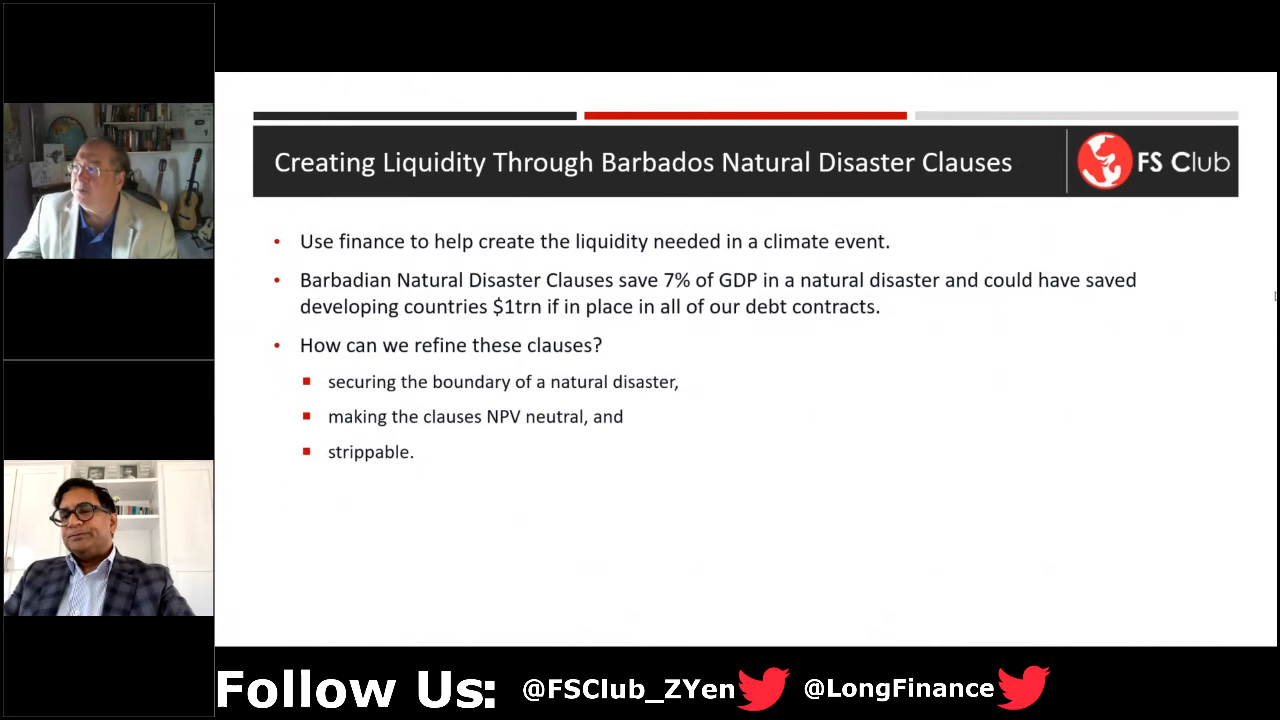 Creating Liquidity Through Barbados Natural Disaster Clauses
FS Club
• Use finance to help create the liquidity needed in a climate event.
• Barbadian Natural Disaster Clauses save 7% of GDP in a natural disaster and could have saved
developing countries $1trn if in place in all of our debt contracts.
• How can we refine these clauses?
▪ securing the boundary of a natural disaster,
▪ making the clauses NPV neutral, and
▪ strippable.
Follow Us: @FSClub_ZYen @LongFinance